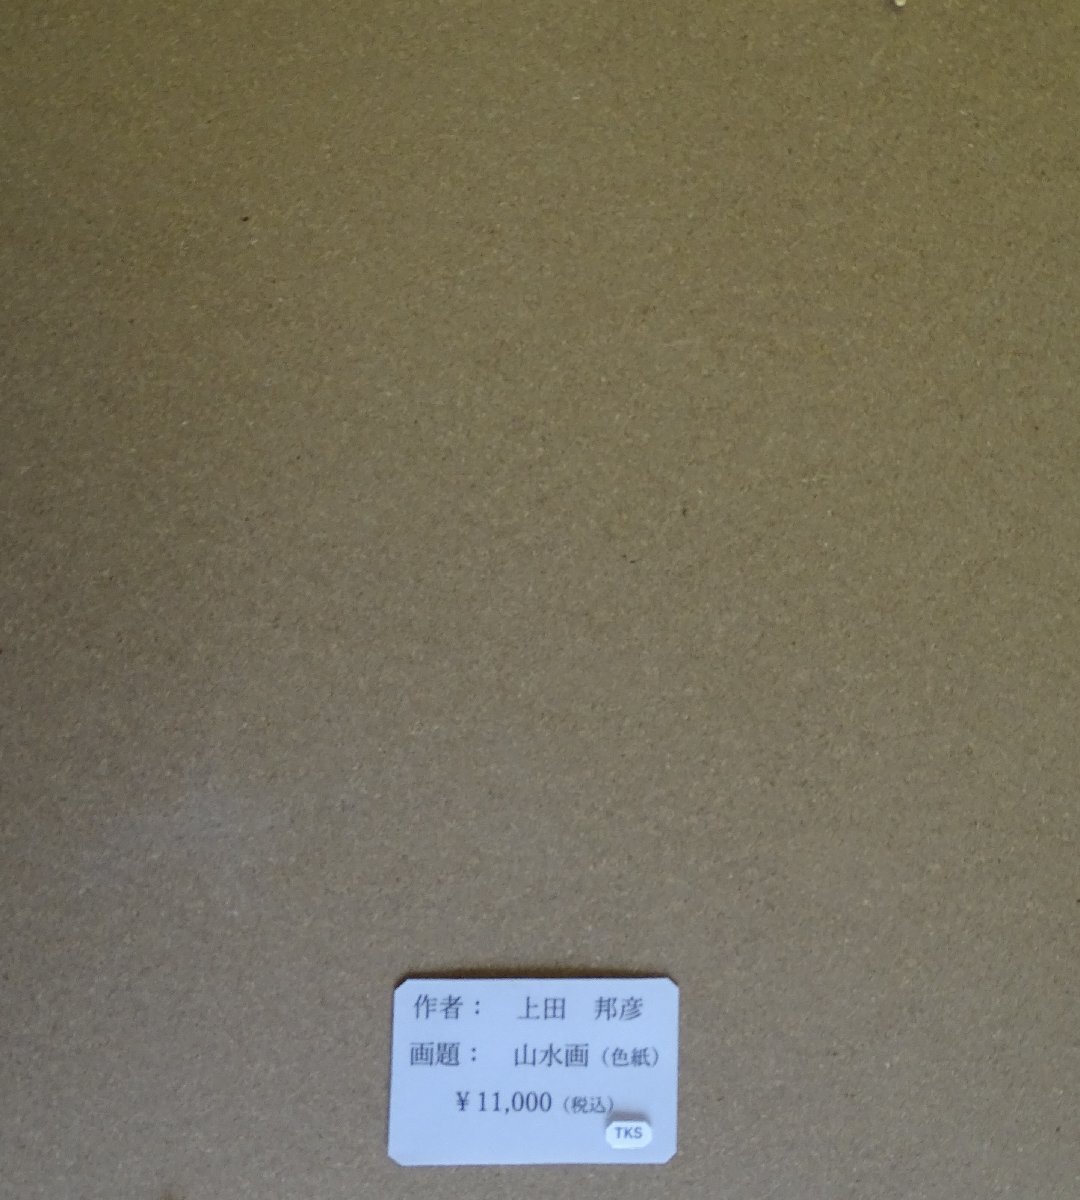 作者： 上田 邦彦
画題： 山水画（色紙）
¥11,000（税込）
TKS